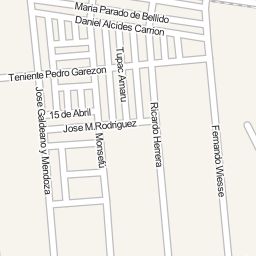 Maria Parado de Bellido
Daniel Alcides Carrion
Teniente Pedro Garezon
Tupac Amaru
15 de Abril
Jose M.Rodriguez
Jose Galdeano y Mendoza
Monsefú
Ricardo Herrera
Fernando Wiesse